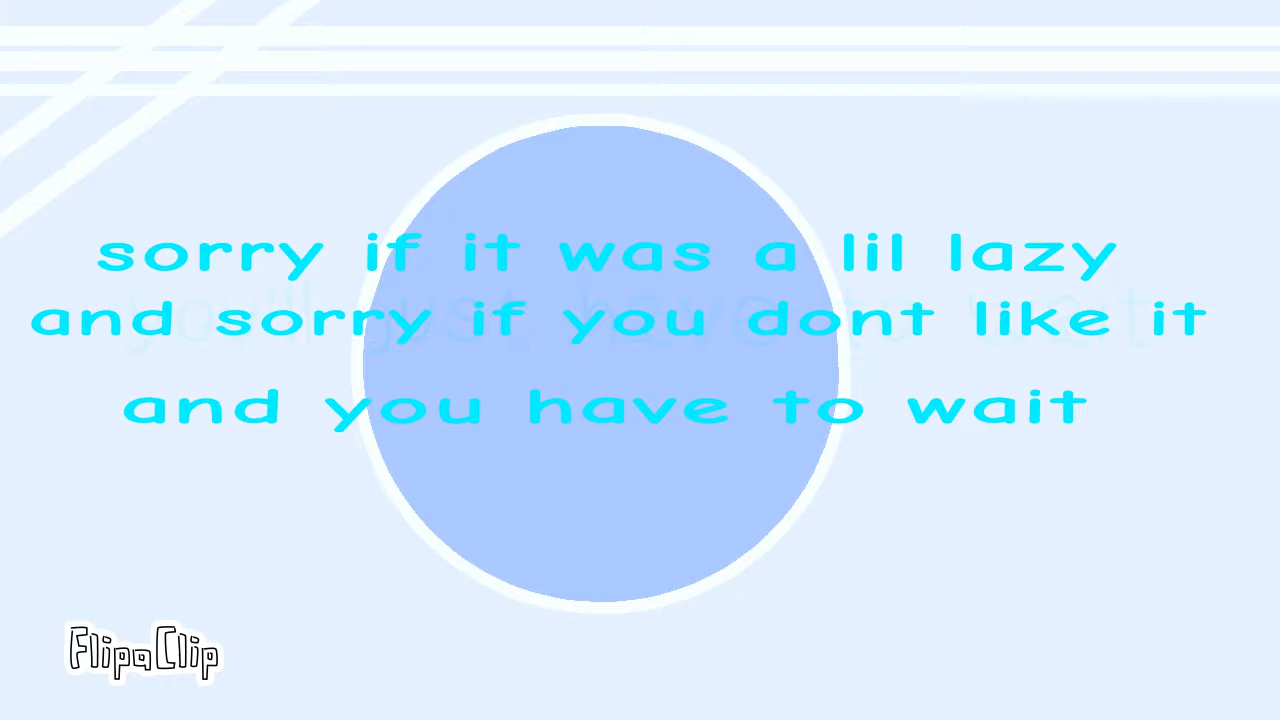 sorry if it was a lil lazy
and sorry if you dont like it
and you have to wait
FlipaClip